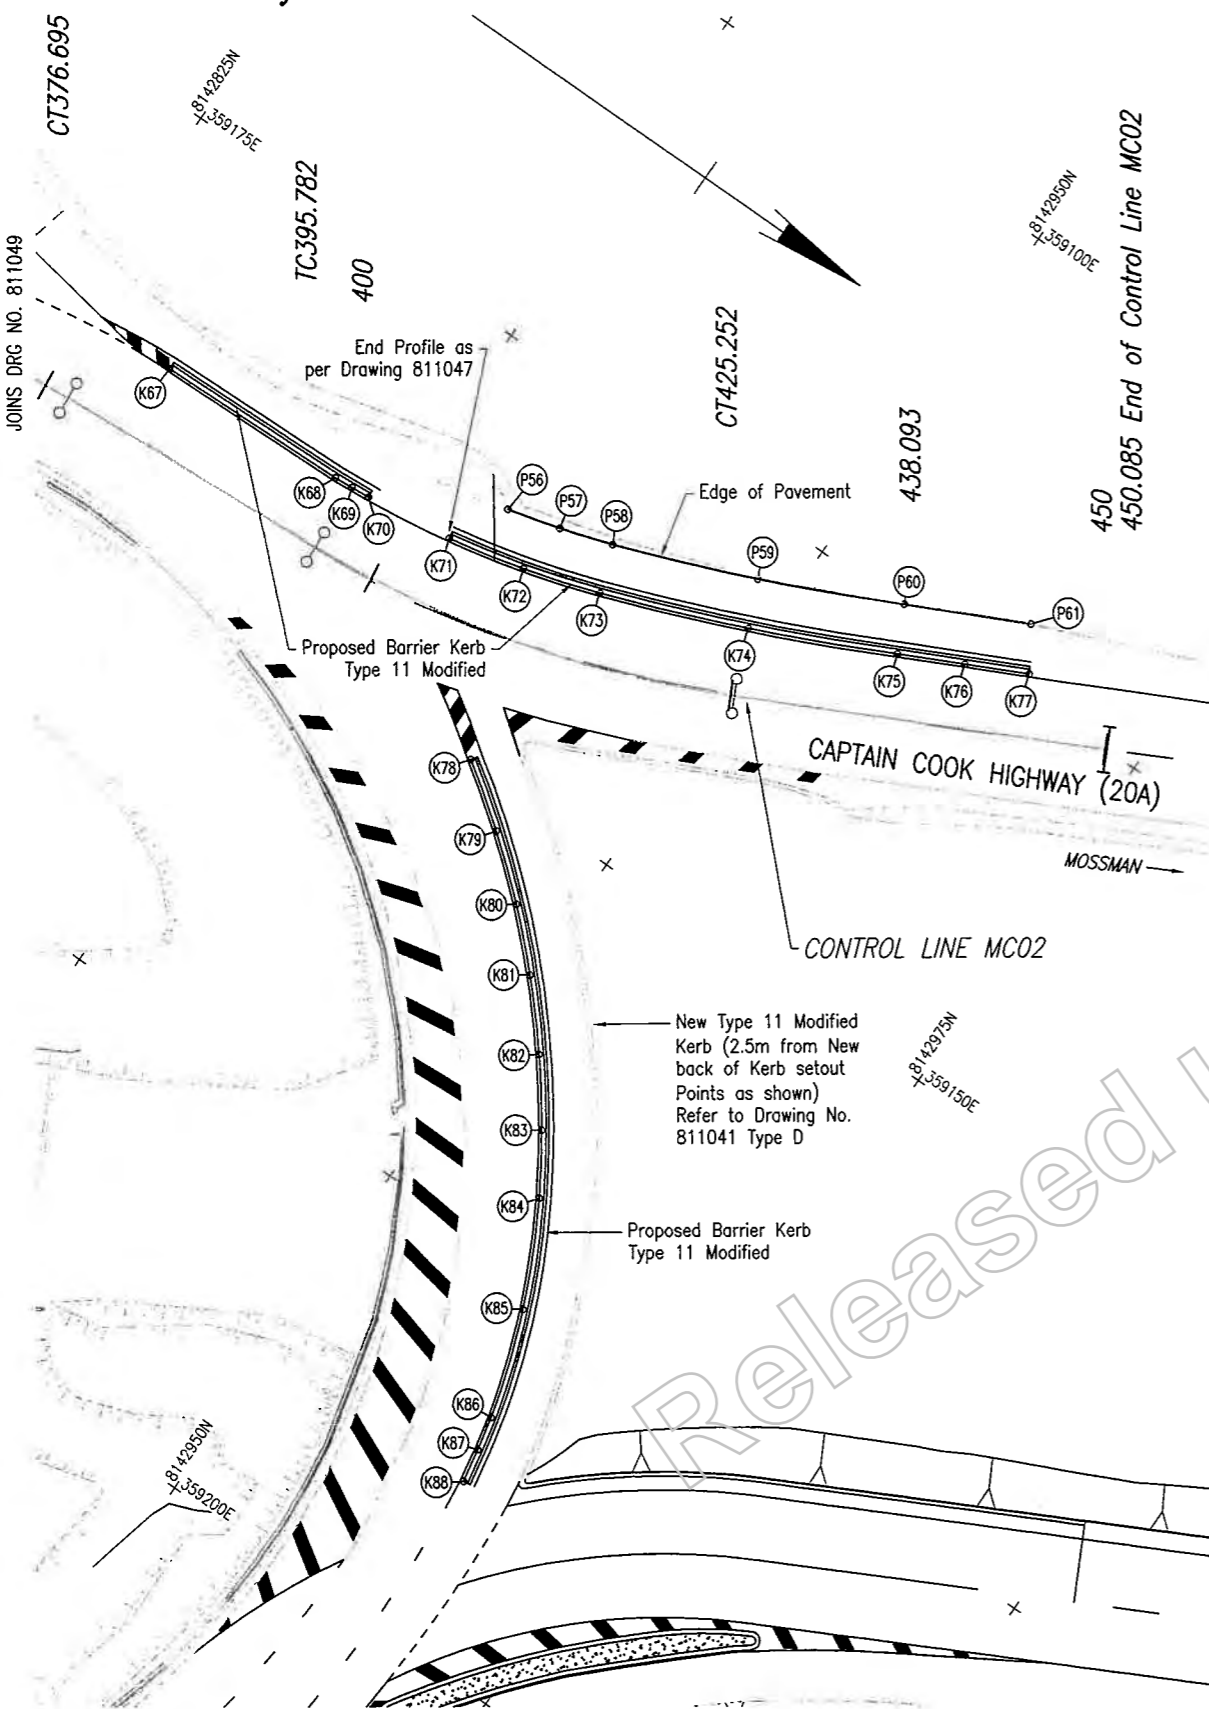 CT376.695
8142825N
359175E
TC395.782
400
JOINS DRG NO. 811049
End Profile as
per Drawing 811047
CT425.252
438.093
8142950N
359100E
450
450.085 End of Control Line MC02
K67
K68
K69
K70
K71
K72
K73
K74
K75
K76
K77
P56
P57
P58
P59
P60
P61
Edge of Pavement
Proposed Barrier Kerb
Type 11 Modified
CAPTAIN COOK HIGHWAY (20A)
MOSSMAN
CONTROL LINE MC02
K78
K79
K80
K81
K82
K83
K84
K85
K86
K87
K88
New Type 11 Modified
Kerb (2.5m from New
back of Kerb setout
Points as shown)
Refer to Drawing No.
811041 Type D
8142975N
359150E
Proposed Barrier Kerb
Type 11 Modified
8142950N
359200E
Released